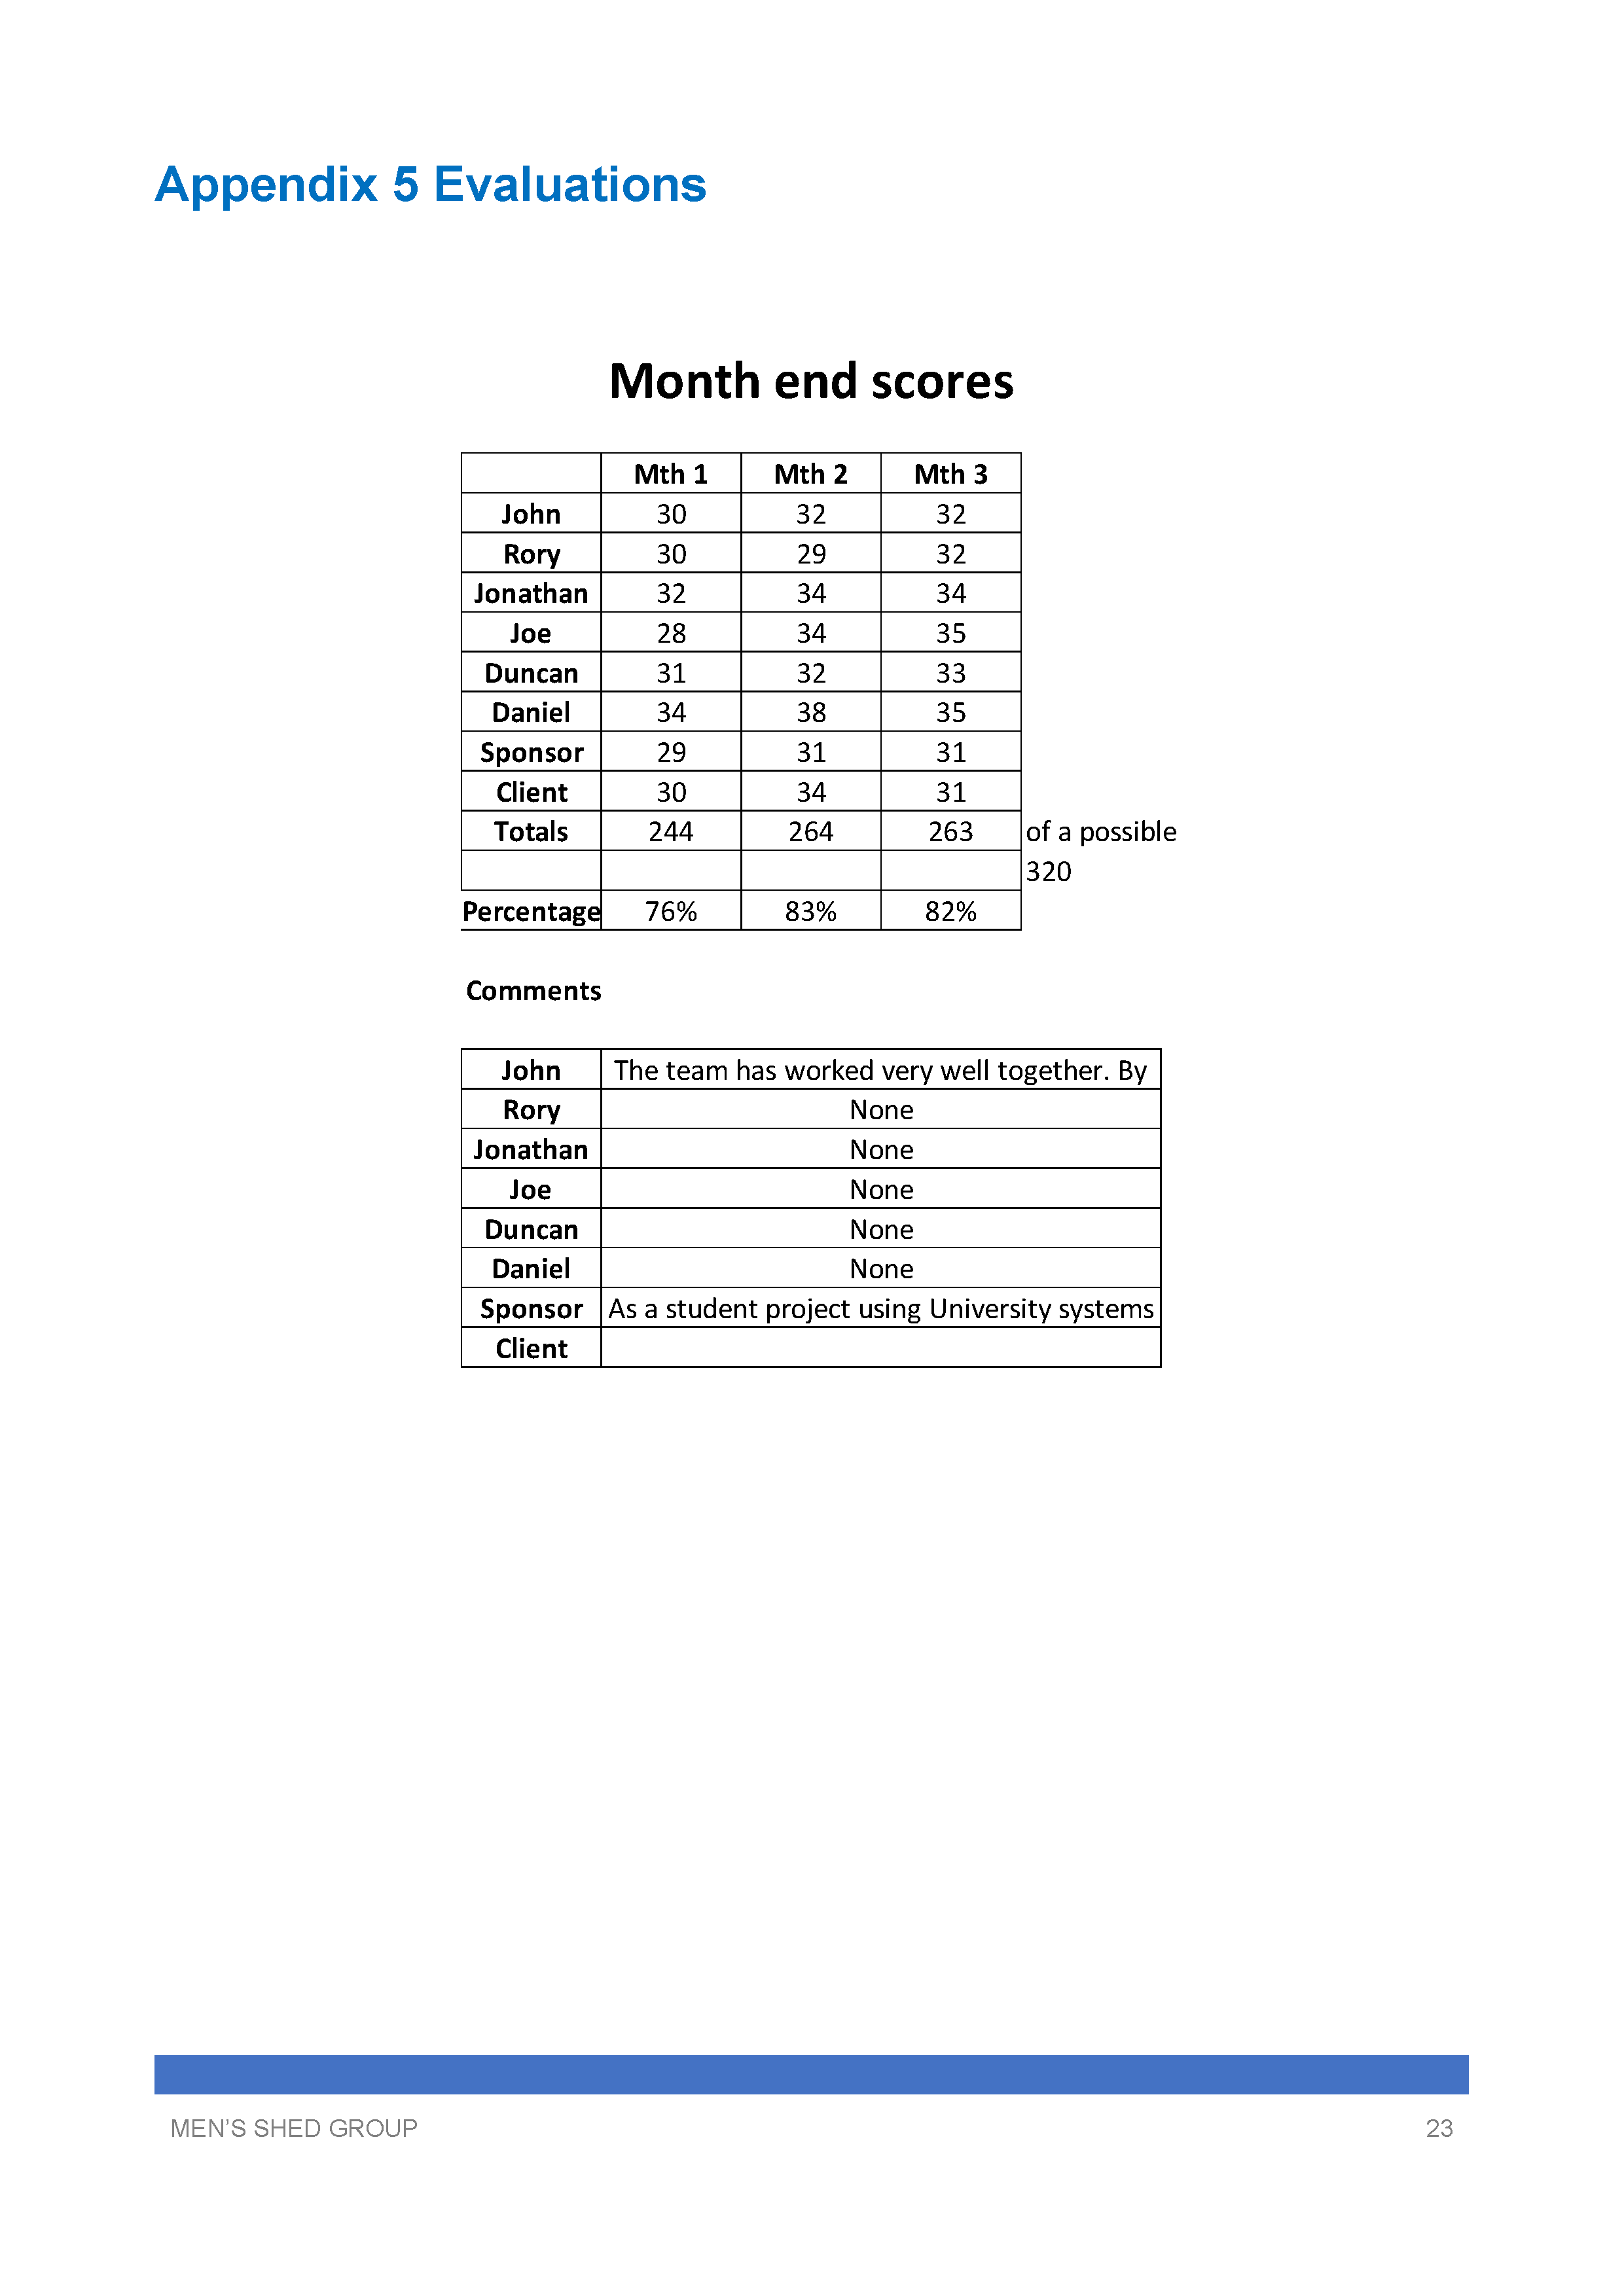 Appendix 5 Evaluations
Month end scores
Mth 1 Mth 2 Mth 3
John 30 32 32
Rory 30 29 32
Jonathan 32 34 34
Joe 28 34 35
Duncan 31 32 33
Daniel 34 38 35
Sponsor 29 31 31
Client 30 34 31
Totals 244 264 263 of a possible
320
Percentage 76% 83% 82%
Comments
John The team has worked very well together. By
Rory None
Jonathan None
Joe None
Duncan None
Daniel None
Sponsor As a student project using University systems
Client
MEN’S SHED GROUP 23